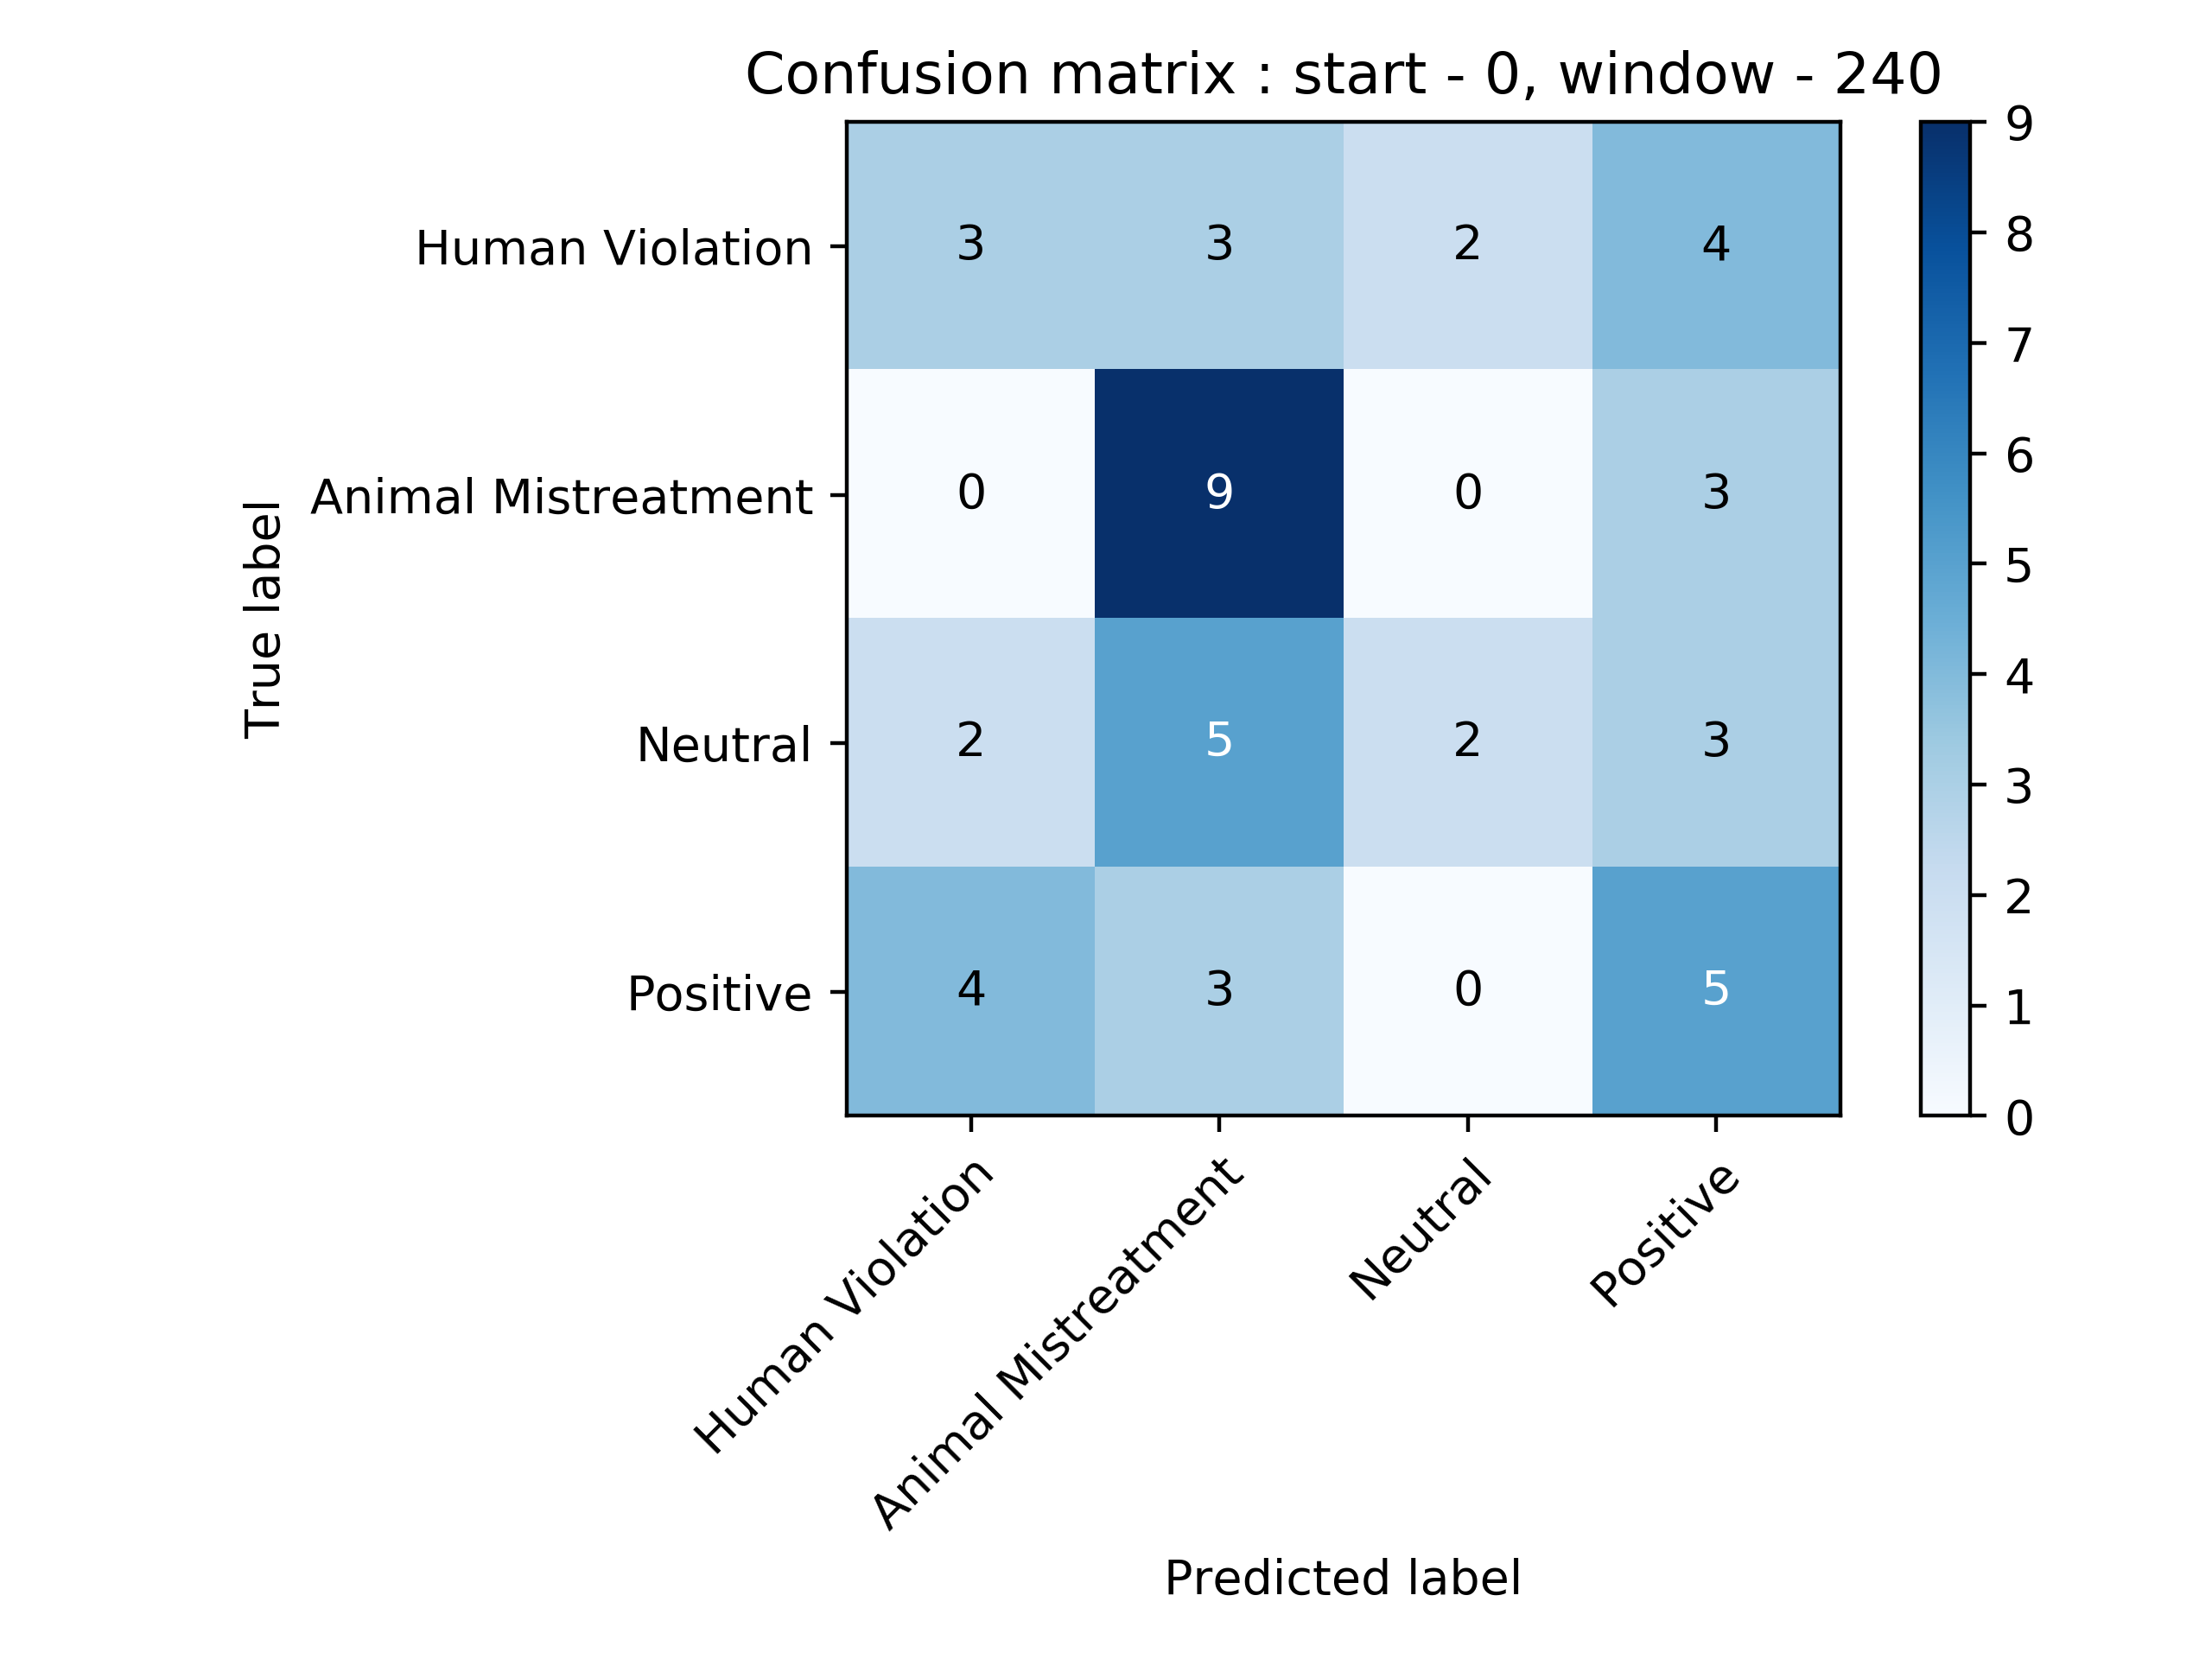 Confusion matrix : start - 0, window - 240
True label
Human Violation 3 3 2 4
Animal Mistreatment 0 9 0 3
Neutral 2 5 2 3
Positive 4 3 0 5
Human Violation
Animal Mistreatment
Neutral
Positive
Predicted label
9
8
7
6
5
4
3
2
1
0